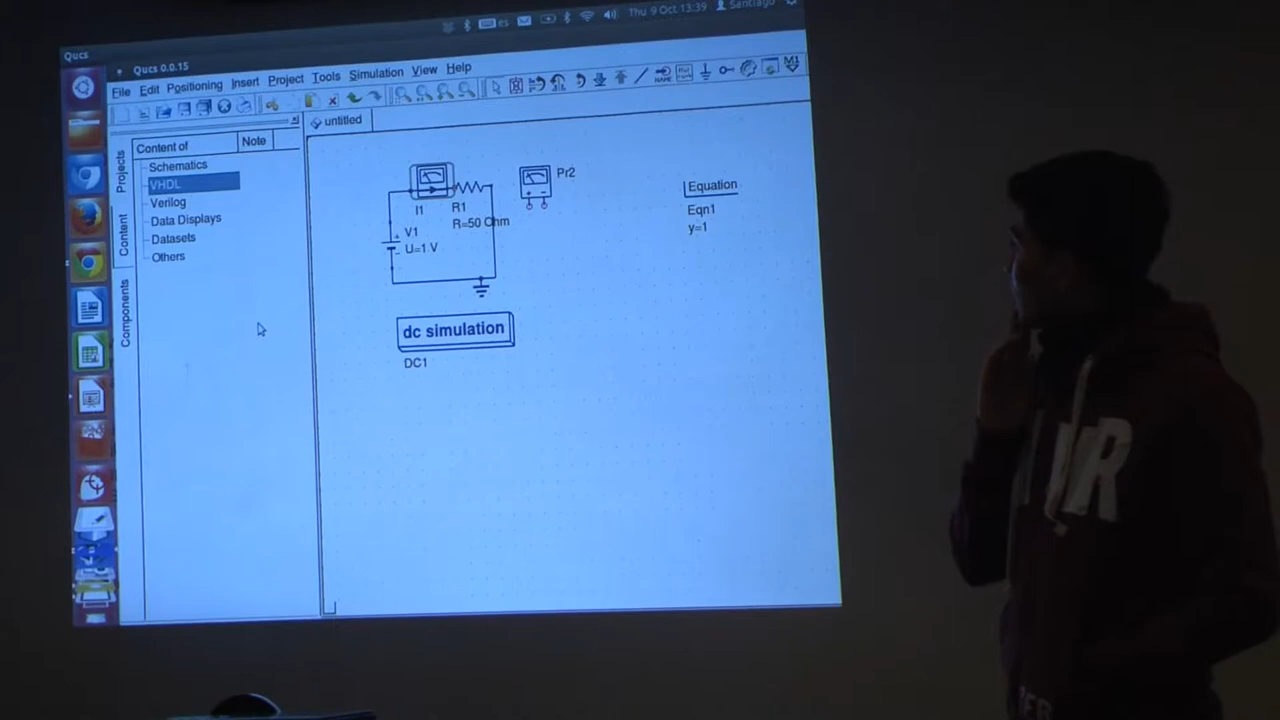 Qucs
es
Thu 9 Oct 13:39
Santiago
Qucs 0.0.15
File Edit Positioning Insert Project Tools Simulation View Help
NAME
untitled
Content of
Note
Projects
Content
Components
Schematics
VHDL
Verilog
Data Displays
Datasets
Others
I1
R1
R=50 Ohm
V1
U=1 V
Pr2
Equation
Eqn1
y=1
dc simulation
DC1